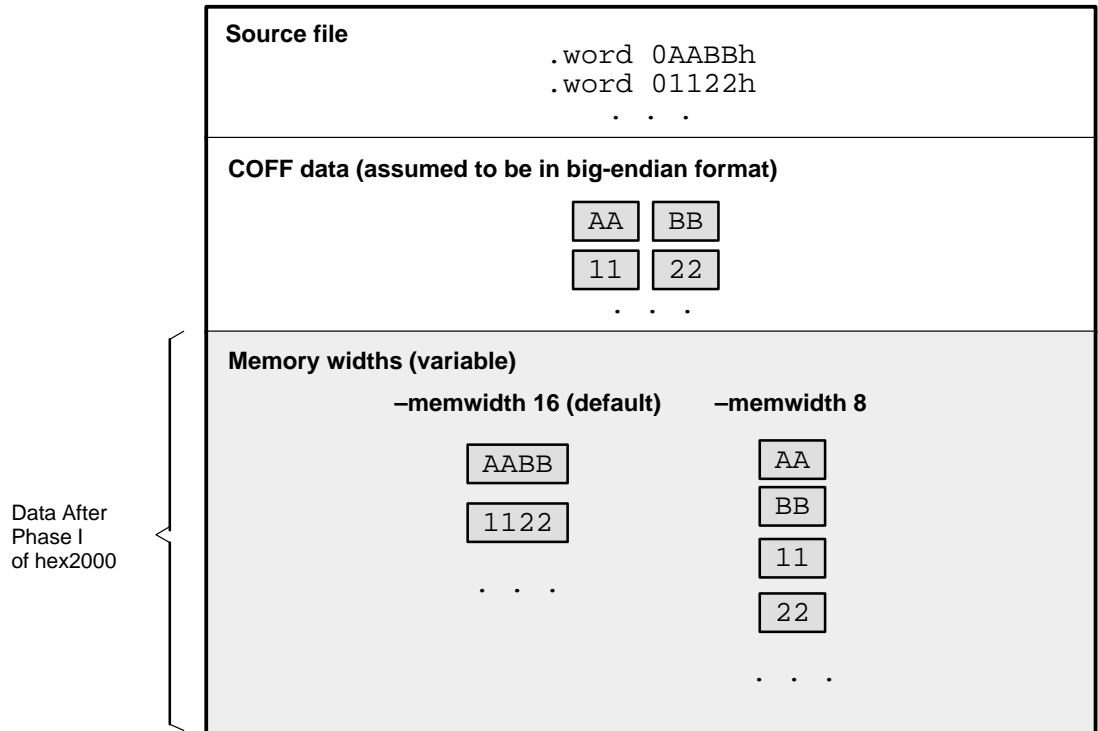 Source file
.word 0AABBh
.word 01122h
. . .
COFF data (assumed to be in big-endian format)
AA BB
11 22
. . .
Memory widths (variable)
–memwidth 16 (default) –memwidth 8
AABB
1122
. . .
AA
BB
11
22
. . .
Data After
Phase I
of hex2000